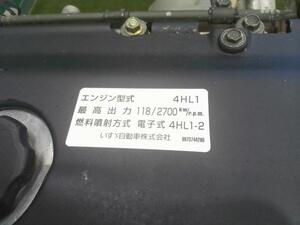 エンジン型式 4HL1
最高出力 118/2700 kW/r.p.m.
燃料噴射方式 電子式 4HL1-2
いすゞ自動車株式会社